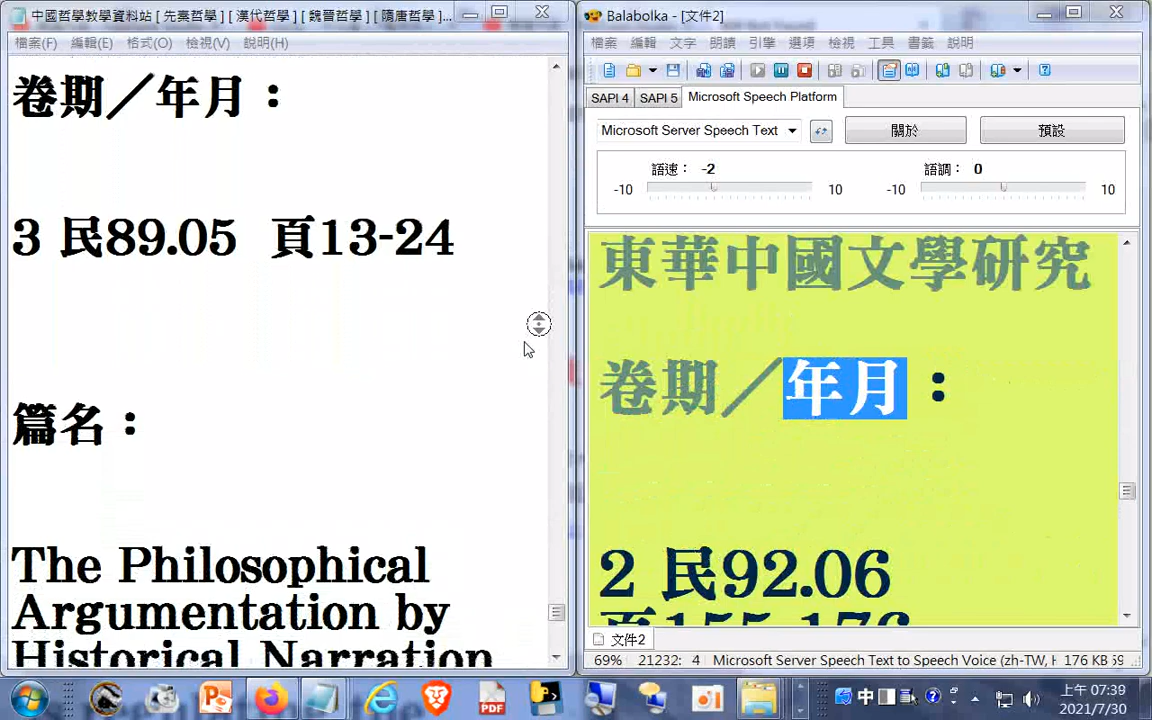 中國哲學教學資料站 [ 先秦哲學 ] [ 漢代哲學 ] [ 魏晉哲學 ] [ 隋唐哲學 ]...
檔案(F) 編輯(E) 格式(O) 檢視(V) 說明(H)
卷期／年月：
3 民89.05 頁13-24
篇名：
The Philosophical
Argumentation by
Historical Narration
Balabolka - [文件2]
檔案 編輯 文字 朗讀 引擎 選項 檢視 工具 書籤 說明
SAPI 4 SAPI 5 Microsoft Speech Platform
Microsoft Server Speech Text 關於 預設
語速： -2 語調： 0
-10 10 -10 10
東華中國文學研究
卷期／年月：
2 民92.06
頁155-176
文件2
69% 21232: 4 Microsoft Server Speech Text to Speech Voice (zh-TW, H 176 KB
PDF 中 上午 07:39
2021/7/30